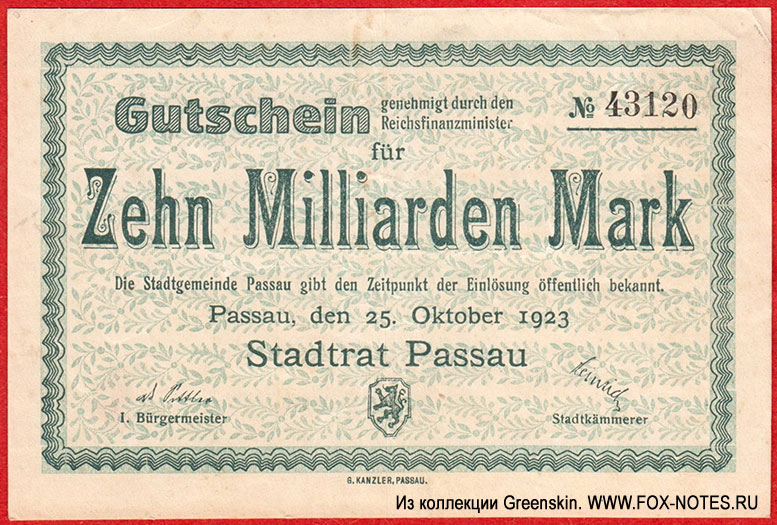 Gutschein genehmigt durch den
Reichsfinanzminister
№ 43120
für
Zehn Milliarden Mark
Die Stadtgemeinde Passau gibt den Zeitpunkt der Einlösung öffentlich bekannt.
Passau, den 25. Oktober 1923
Stadtrat Passau
I. Bürgermeister
Stadtkämmerer
G. KANZLER, PASSAU.
Из коллекции Greenskin. WWW.FOX-NOTES.RU